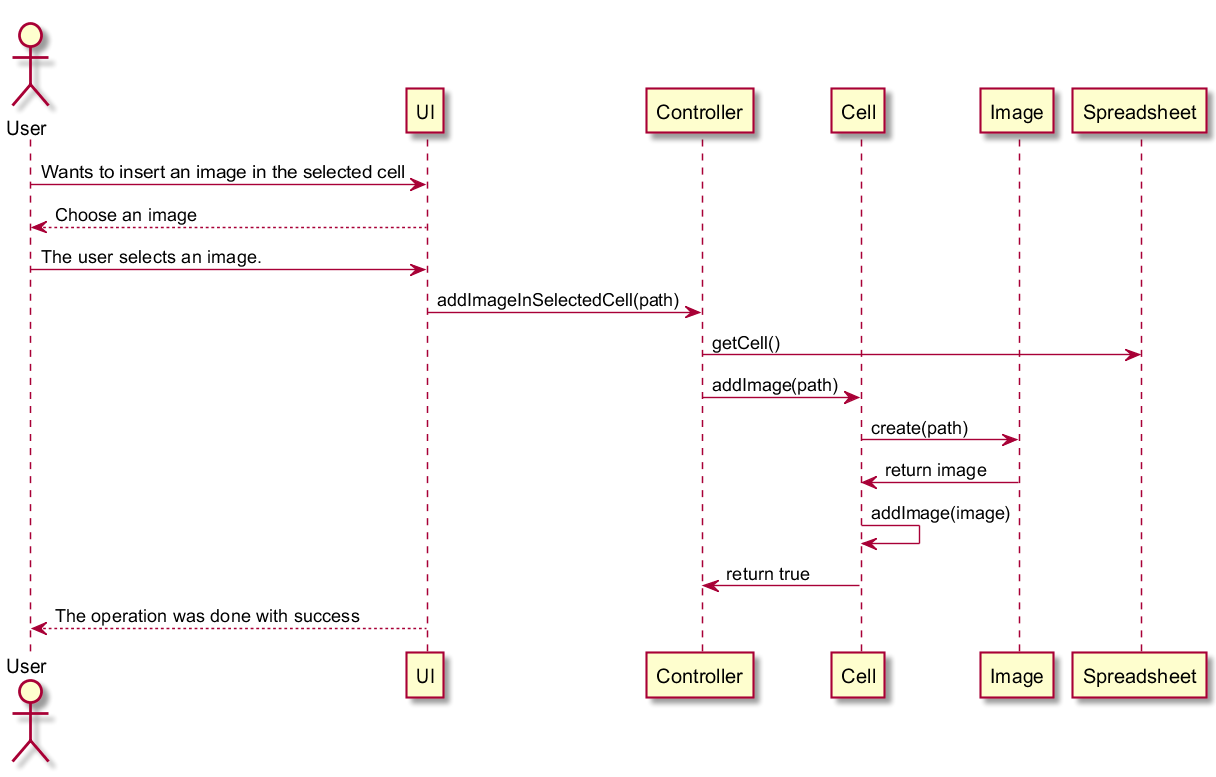 User
UI
Controller
Cell
Image
Spreadsheet
Wants to insert an image in the selected cell
Choose an image
The user selects an image.
addImageInSelectedCell(path)
getCell()
addImage(path)
create(path)
return image
addImage(image)
return true
The operation was done with success
User
UI
Controller
Cell
Image
Spreadsheet